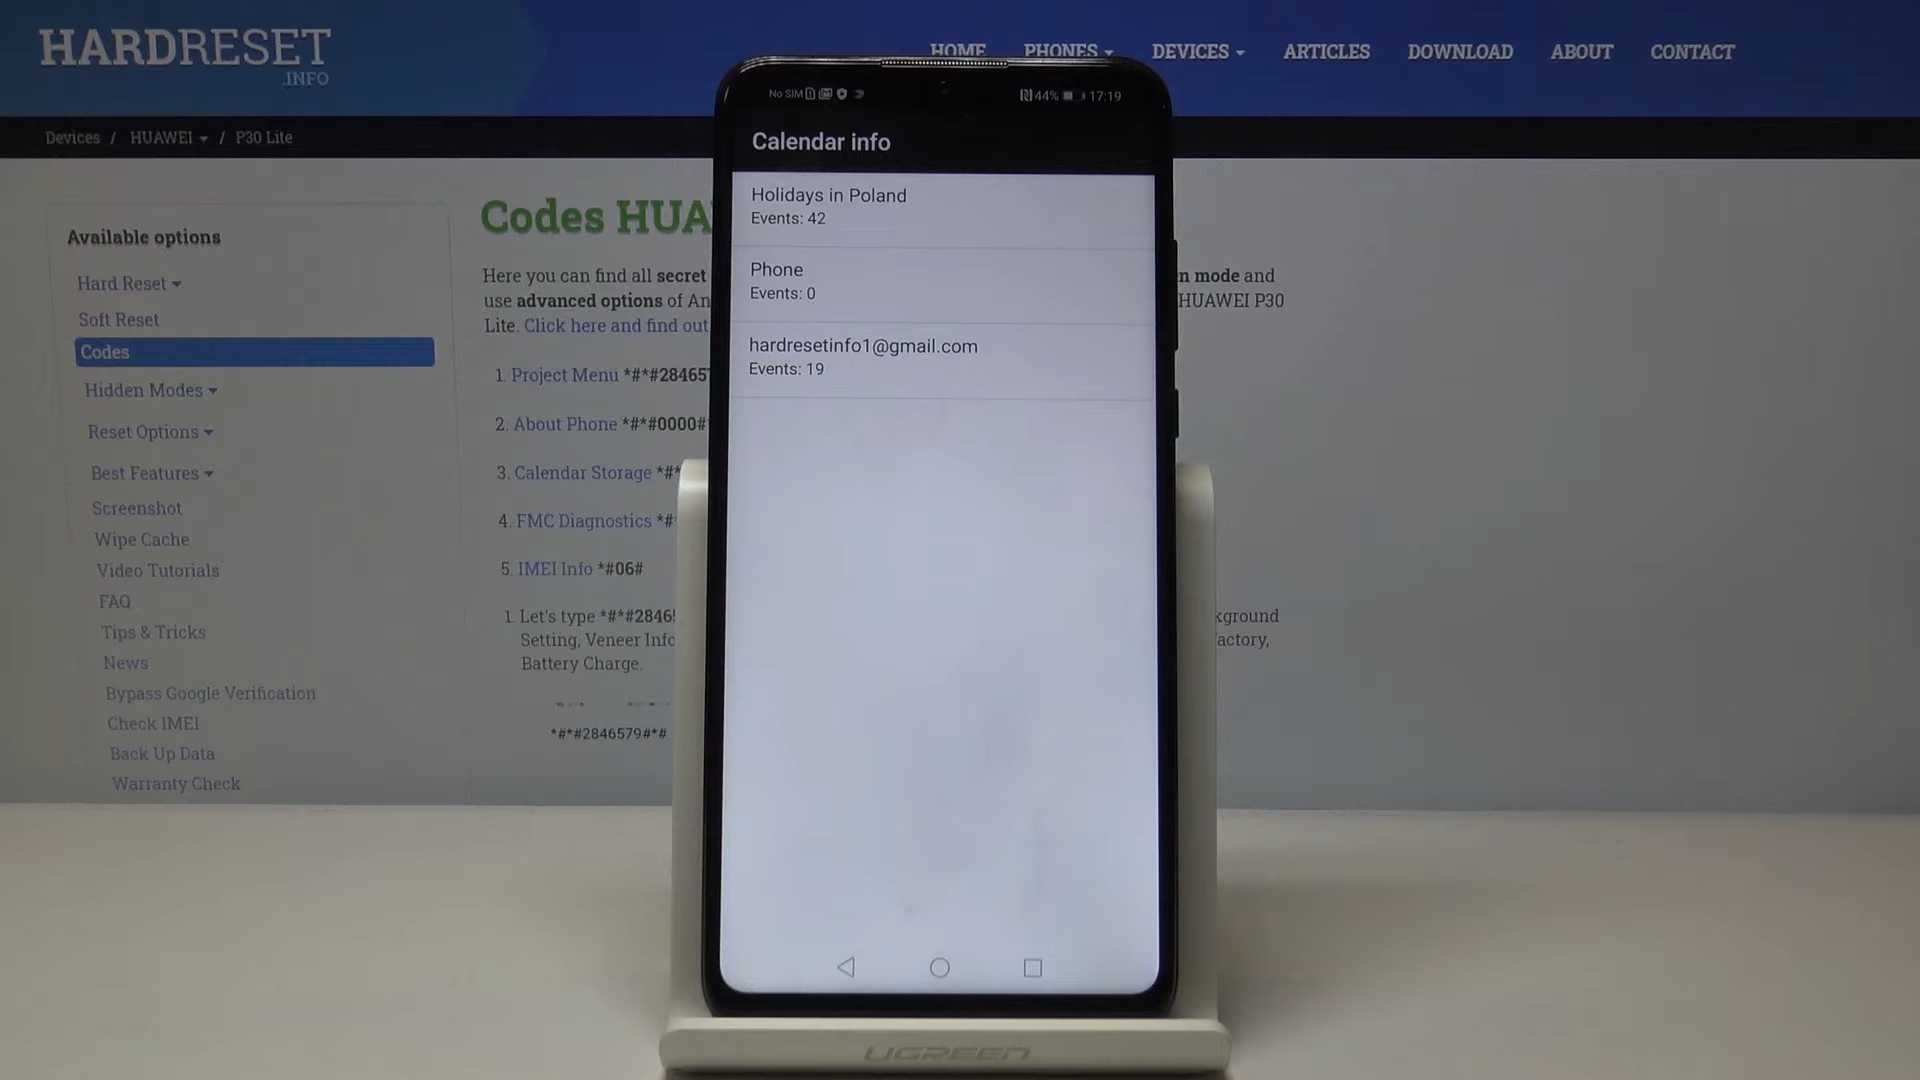 HARDRESET
.INFO
HOME PHONES DEVICES ARTICLES DOWNLOAD ABOUT CONTACT
Devices / HUAWEI / P30 Lite
Available options
Hard Reset
Soft Reset
Codes
Hidden Modes
Reset Options
Best Features
Screenshot
Wipe Cache
Video Tutorials
FAQ
Tips & Tricks
News
Bypass Google Verification
Check IMEI
Back Up Data
Warranty Check
Codes HUA
Here you can find all secret
n mode and
use advanced options of An
HUAWEI P30
Lite. Click here and find out
1. Project Menu *#*#28465
2. About Phone *#*#0000#
3. Calendar Storage *#*
4. FMC Diagnostics *#
5. IMEI Info *#06#
1. Let's type *#*#2846
kground
Setting, Veneer Info
actory,
Battery Charge.
*#*#2846579#*#
No SIM 44% 17:19
Calendar info
Holidays in Poland
Events: 42
Phone
Events: 0
hardresetinfo1@gmail.com
Events: 19
UGREEN